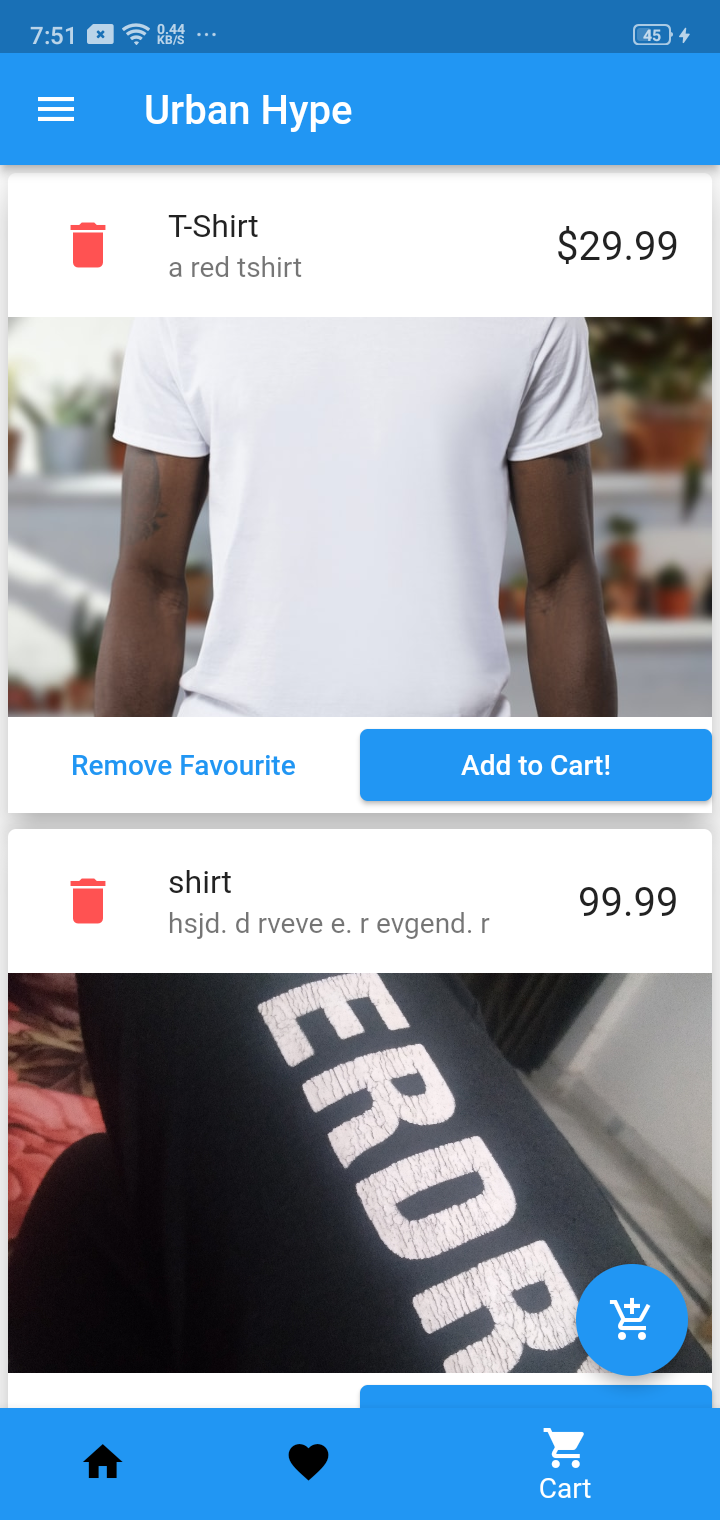 7:51 0.44 KB/S ... 45
Urban Hype
T-Shirt
a red tshirt
$29.99
Remove Favourite
Add to Cart!
shirt
hsjd. d rveve e. r evgend. r
99.99
ERDR
Cart